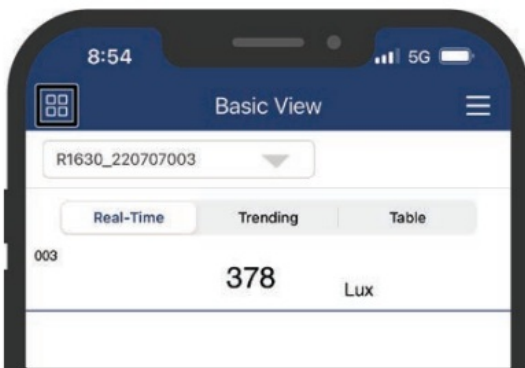 8:54 5G
Basic View
R1630_220707003
Real-Time Trending Table
003
378 Lux